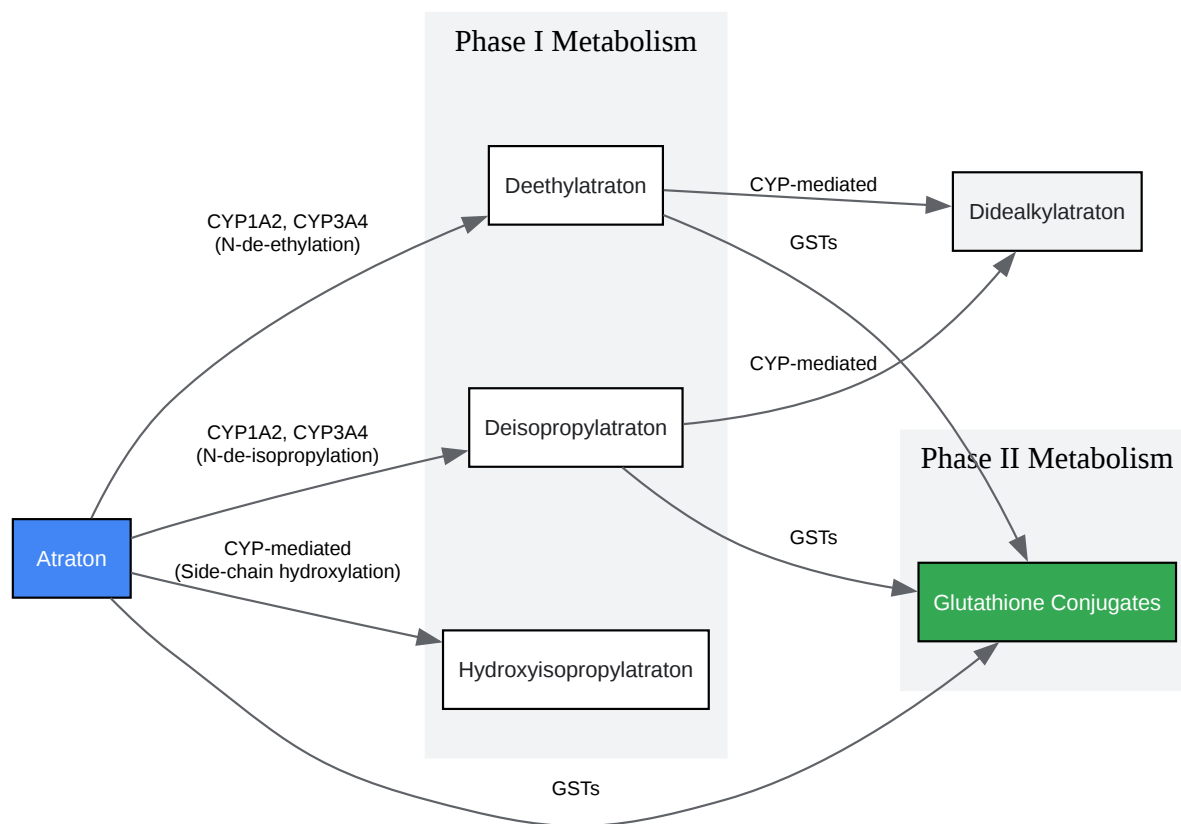 Phase I Metabolism
Deethylatraton
CYP-mediated
Didealkylatraton
CYP1A2, CYP3A4
(N-de-ethylation)
GSTs
CYP-mediated
Deisopropylatraton
CYP1A2, CYP3A4
(N-de-isopropylation)
Phase II Metabolism
Atraton
CYP-mediated
(Side-chain hydroxylation)
GSTs
Glutathione Conjugates
Hydroxyisopropylatraton
GSTs